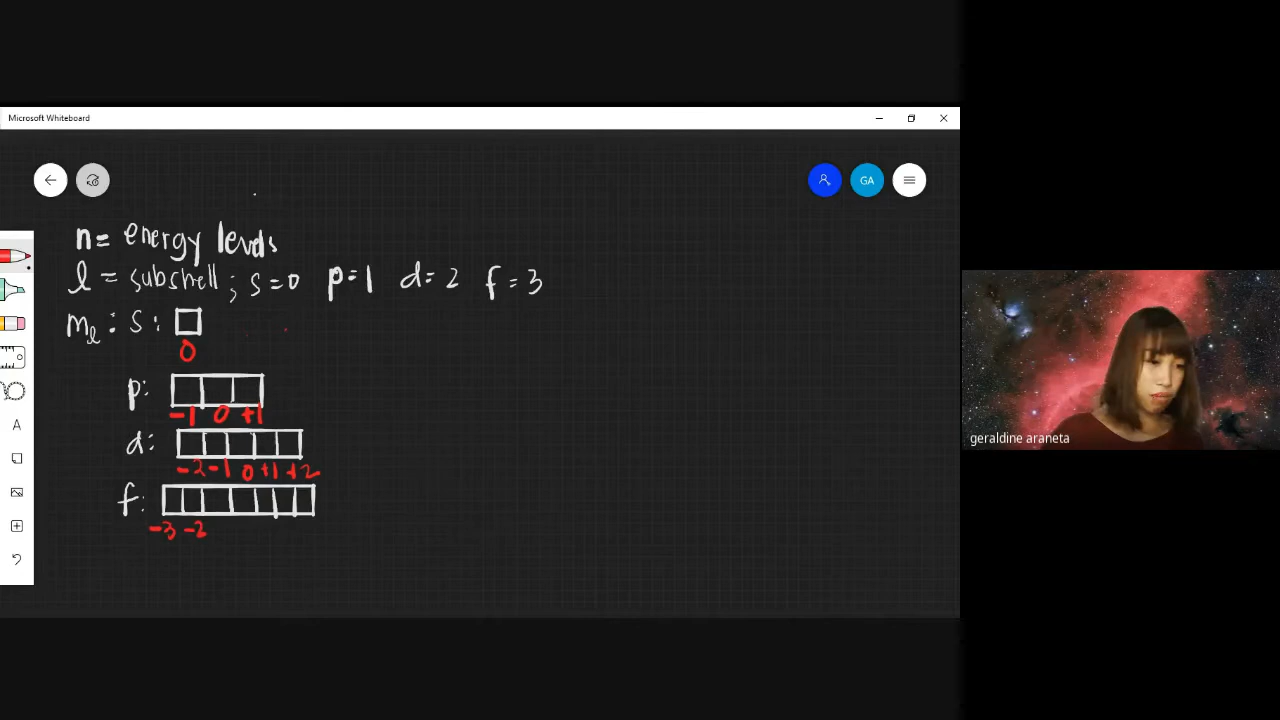 Microsoft Whiteboard
GA
n= energy levels
l = subshell; s=0 p=1 d=2 f=3
mℓ: s:
0
p:
-1 0 +1
d:
-2 -1 0 +1 +2
f:
-3 -2
A
geraldine araneta